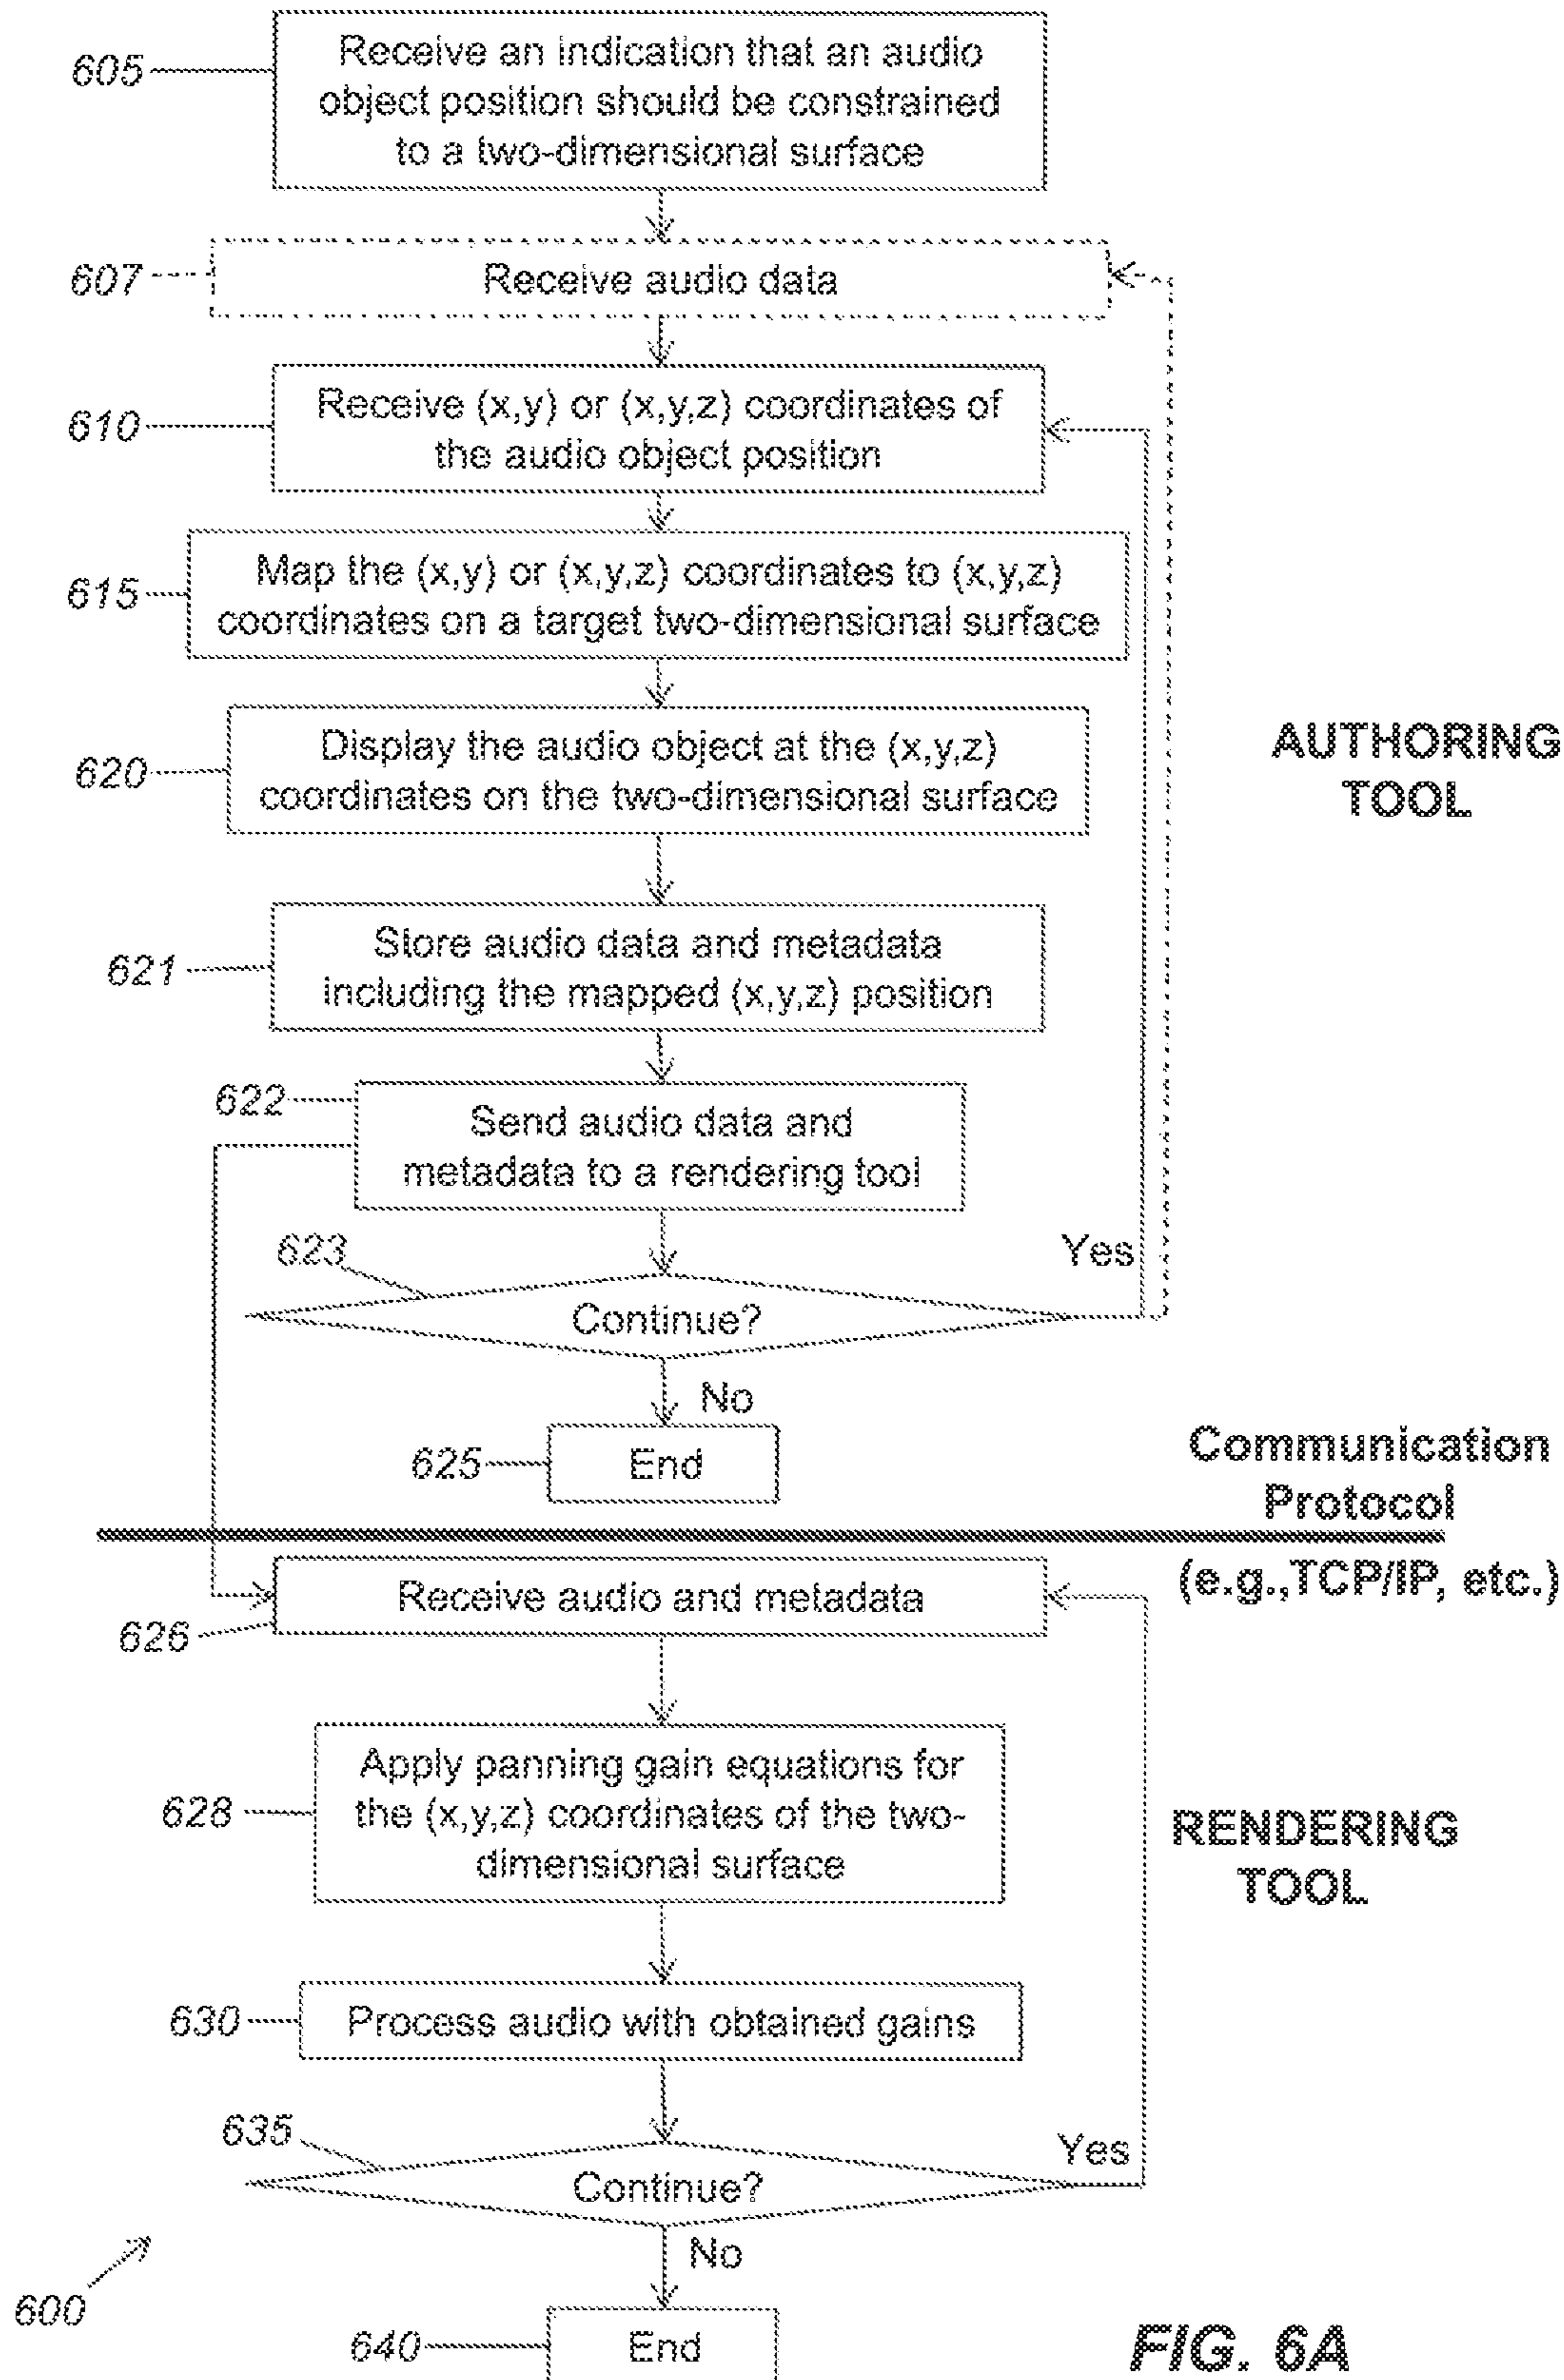 605
Receive an indication that an audio
object position should be constrained
to a two-dimensional surface
607
Receive audio data
610
Receive (x,y) or (x,y,z) coordinates of
the audio object position
615
Map the (x,y) or (x,y,z) coordinates to (x,y,z)
coordinates on a target two-dimensional surface
620
Display the audio object at the (x,y,z)
coordinates on the two-dimensional surface
AUTHORING
TOOL
621
Store audio data and metadata
including the mapped (x,y,z) position
622
Send audio data and
metadata to a rendering tool
623
Continue?
Yes
No
625
End
Communication
Protocol
(e.g.,TCP/IP, etc.)
Receive audio and metadata
626
628
Apply panning gain equations for
the (x,y,z) coordinates of the two-
dimensional surface
RENDERING
TOOL
630
Process audio with obtained gains
635
Continue?
Yes
No
600
640
End
FIG. 6A